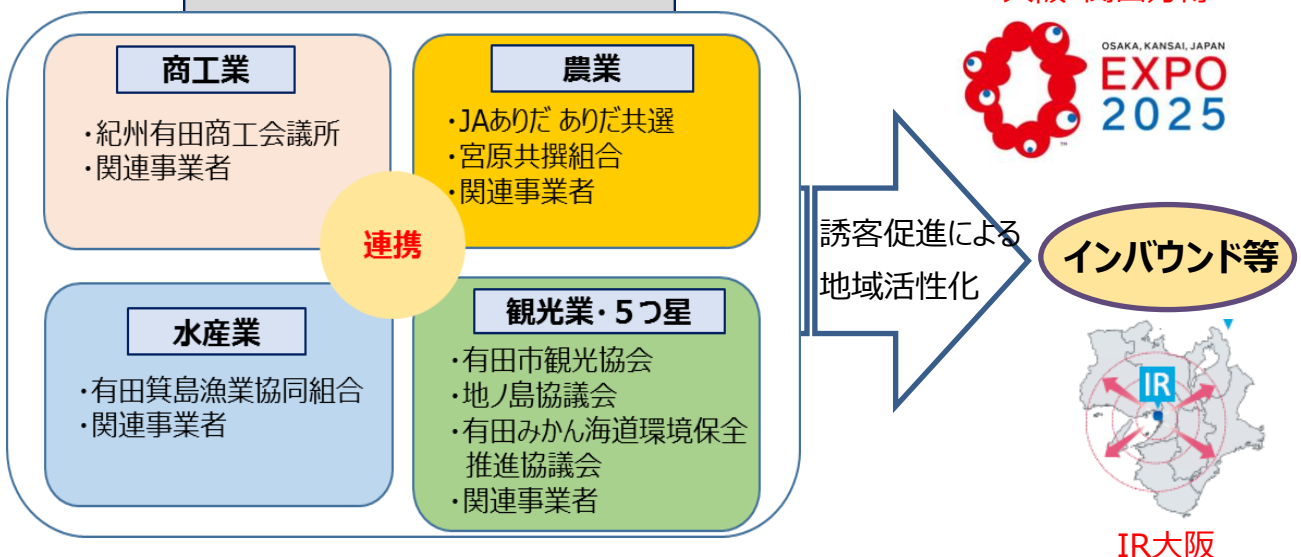 商工業
・紀州有田商工会議所
・関連事業者
農業
・JAありだ ありだ共選
・宮原共撰組合
・関連事業者
連携
水産業
・有田箕島漁業協同組合
・関連事業者
観光業・５つ星
・有田市観光協会
・地ノ島協議会
・有田みかん海道環境保全
推進協議会
・関連事業者
誘客促進による
地域活性化
OSAKA, KANSAI, JAPAN
EXPO
2025
TM
インバウンド等
IR
IR大阪